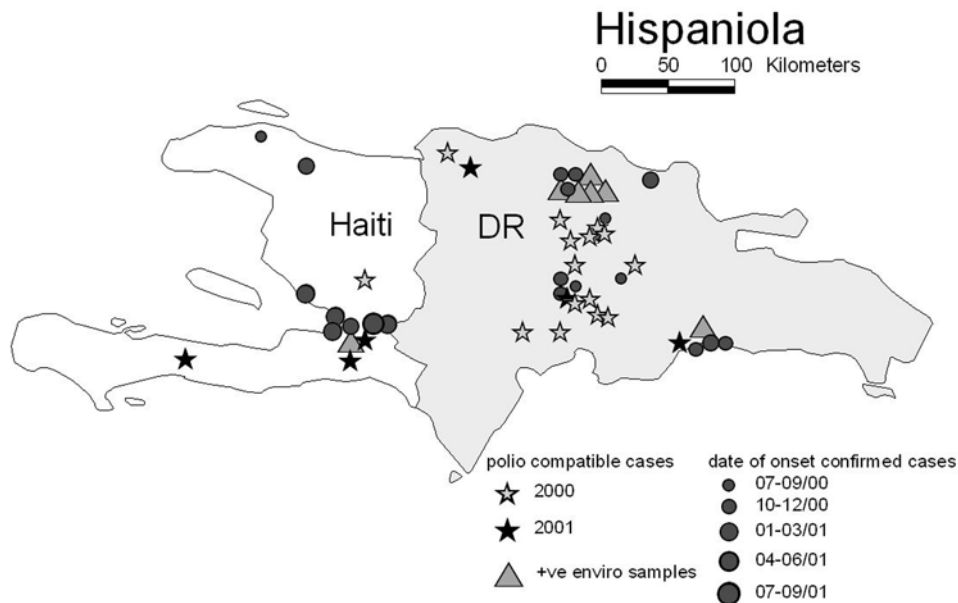 Hispaniola
0 50 100 Kilometers
Haiti
DR
polio compatible cases
2000
2001
+ve enviro samples
date of onset confirmed cases
07-09/00
10-12/00
01-03/01
04-06/01
07-09/01